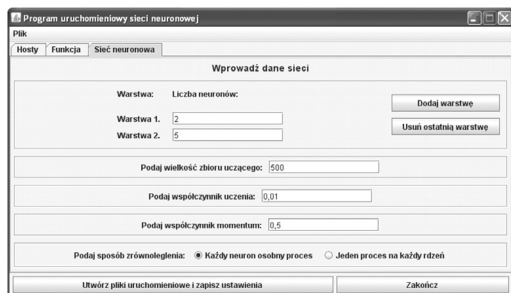 Program uruchomieniowy sieci neuronowej
Plik
Hosty Funkcja Sieć neuronowa
Wprowadź dane sieci
Warstwa: Liczba neuronów:
Warstwa 1. 2
Warstwa 2. 5
Dodaj warstwę
Usuń ostatnią warstwę
Podaj wielkość zbioru uczącego: 500
Podaj współczynnik uczenia: 0,01
Podaj współczynnik momentum: 0,5
Podaj sposób zrównoleglenia: Każdy neuron osobny proces Jeden proces na każdy rdzeń
Utwórz pliki uruchomieniowe i zapisz ustawienia Zakończ